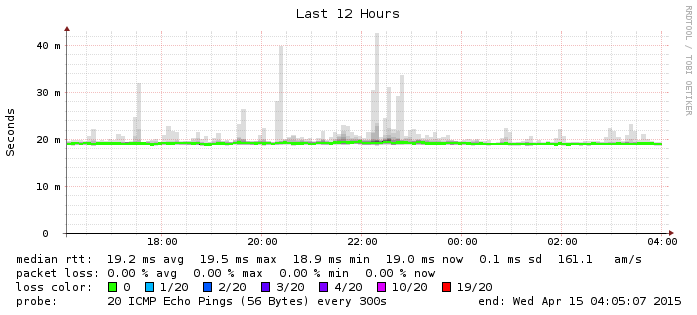 Last 12 Hours
RRDTOOL / TOBI OETIKER
Seconds
40 m
30 m
20 m
10 m
0
18:00 20:00 22:00 00:00 02:00 04:00
median rtt: 19.2 ms avg 19.5 ms max 18.9 ms min 19.0 ms now 0.1 ms sd 161.1 am/s
packet loss: 0.00 % avg 0.00 % max 0.00 % min 0.00 % now
loss color: 0 1/20 2/20 3/20 4/20 10/20 19/20
probe: 20 ICMP Echo Pings (56 Bytes) every 300s end: Wed Apr 15 04:05:07 2015